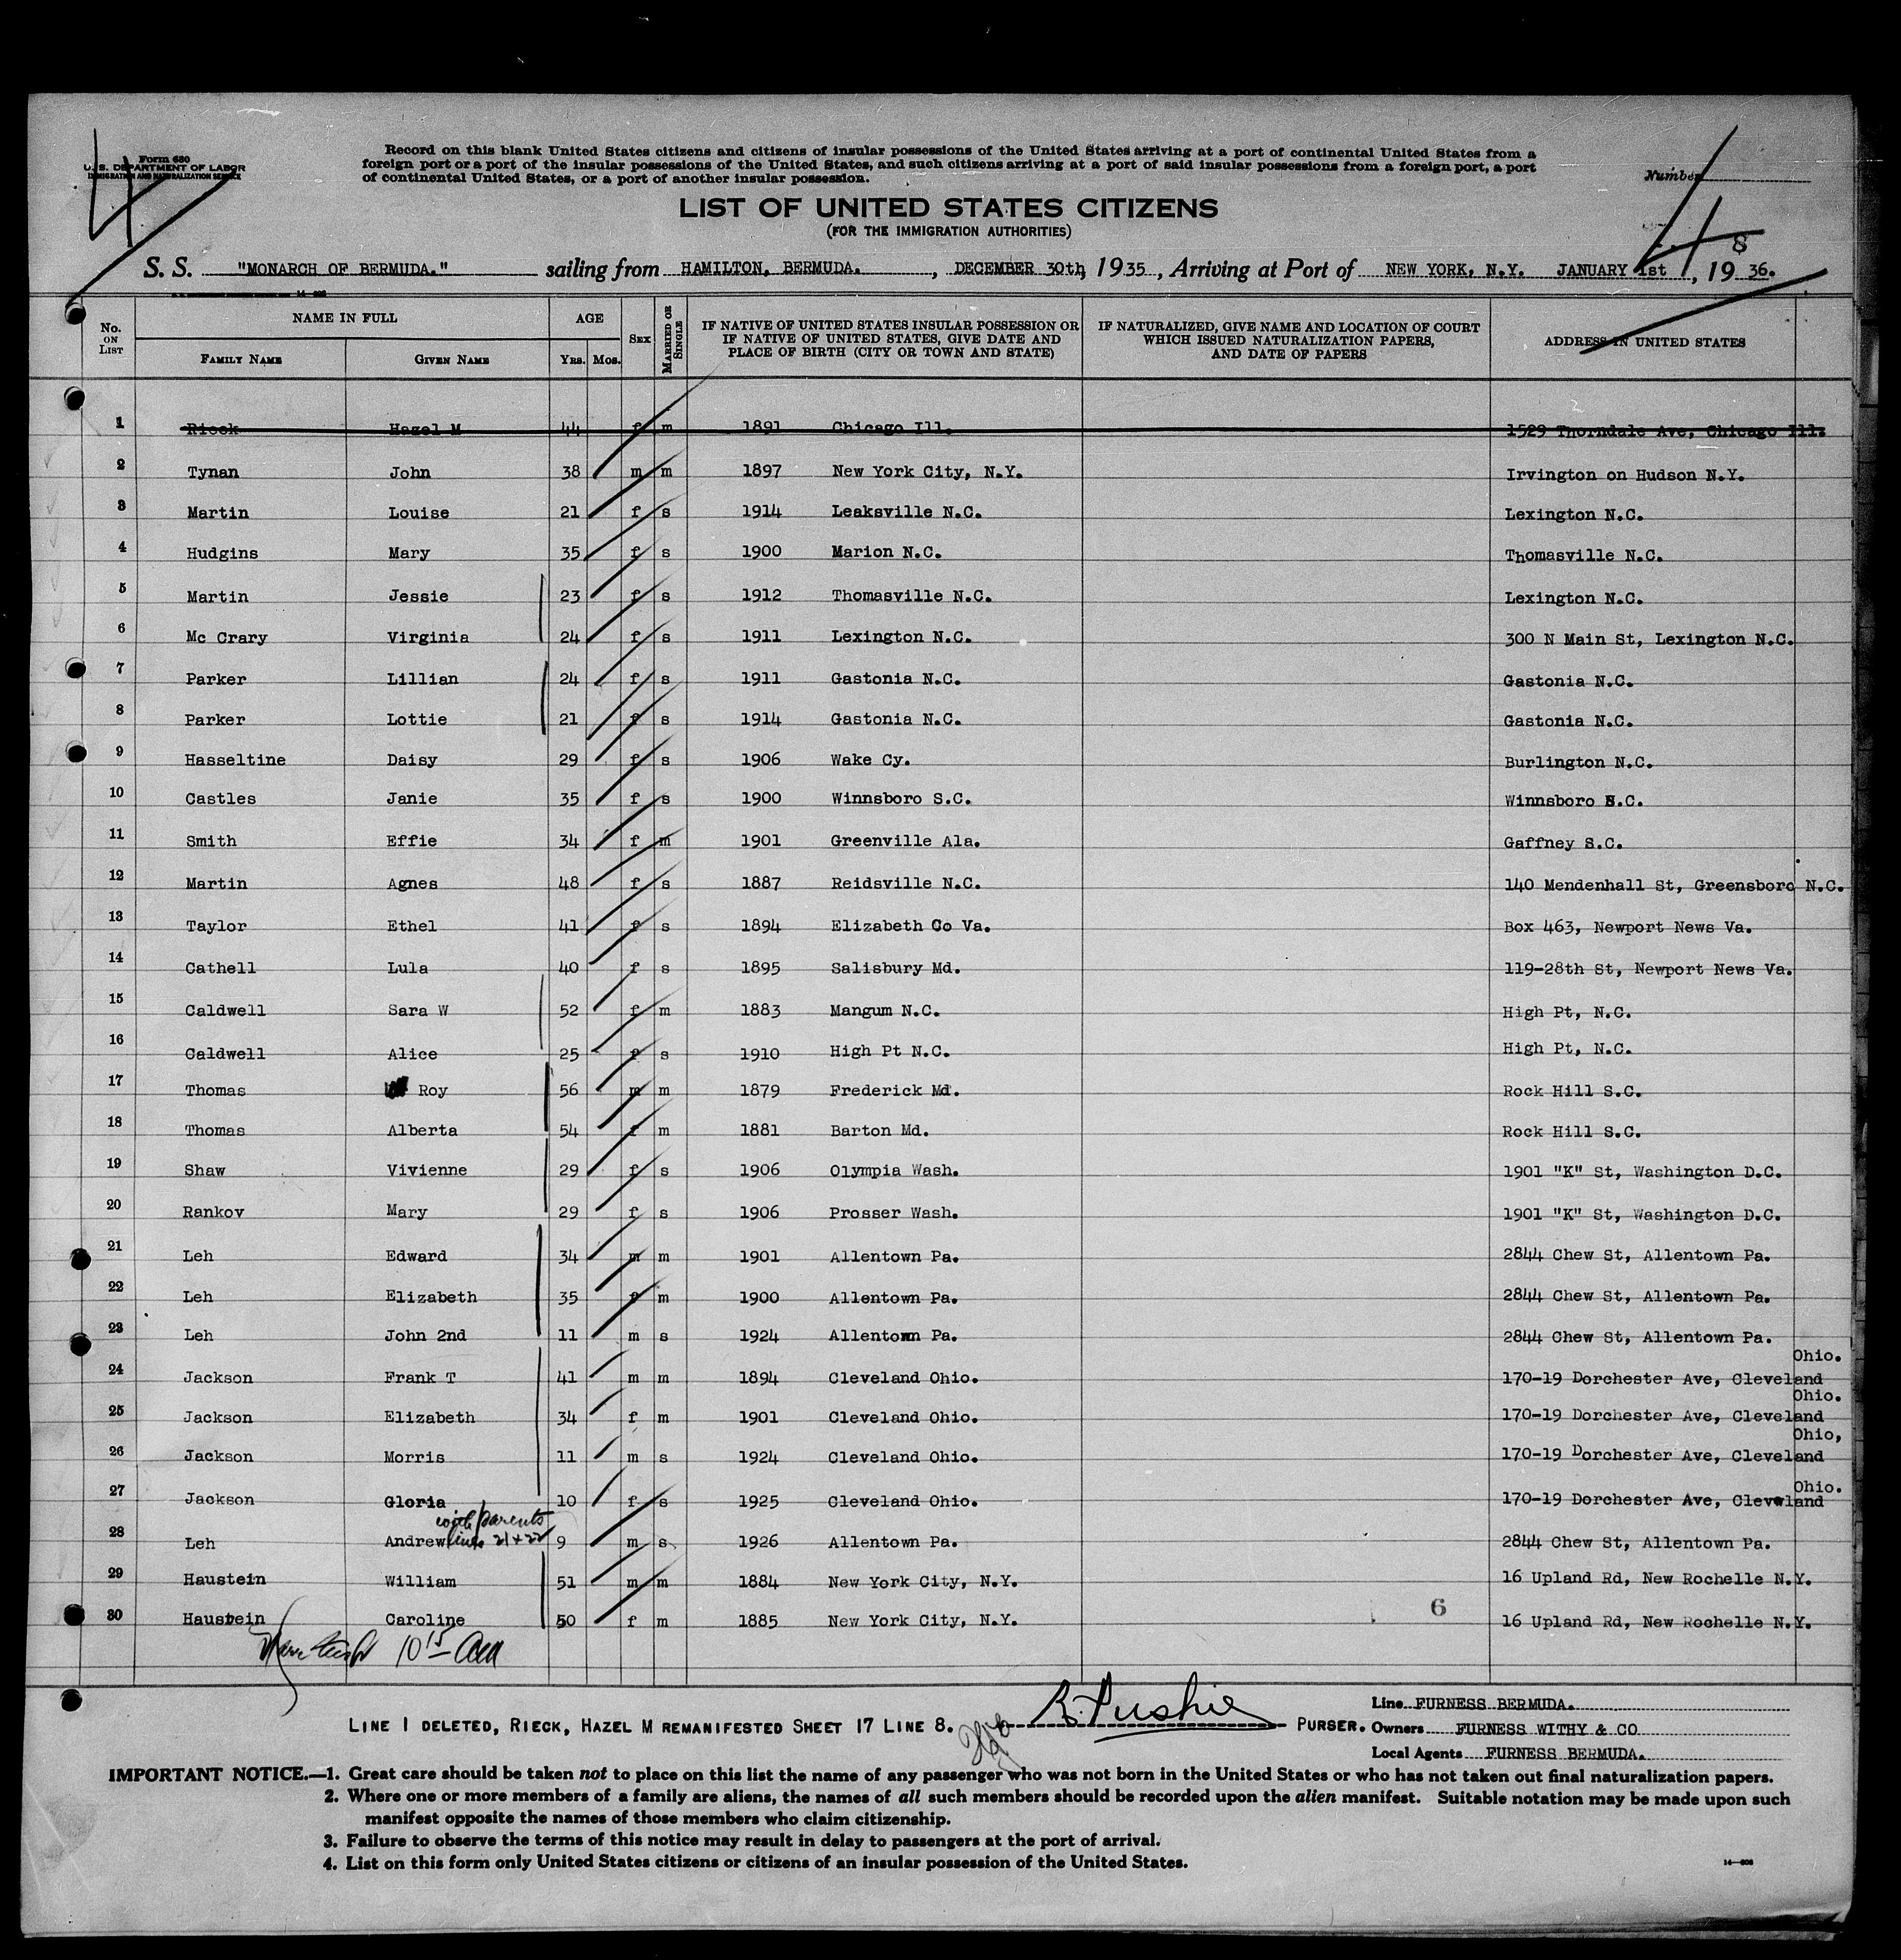 Form 630
U. S. DEPARTMENT OF LABOR
IMMIGRATION AND NATURALIZATION SERVICE
Record on this blank United States citizens and citizens of insular possessions of the United States arriving at a port of continental United States from a
foreign port or a port of the insular possessions of the United States, and such citizens arriving at a port of said insular possessions from a foreign port, a port
of continental United States, or a port of another insular possession.
Number
4
4
8
LIST OF UNITED STATES CITIZENS
(FOR THE IMMIGRATION AUTHORITIES)
S. S. "MONARCH OF BERMUDA." sailing from HAMILTON, BERMUDA. , DECEMBER 30th, 1935, Arriving at Port of NEW YORK, N.Y. JANUARY 1st, 1936.
No. ON LIST NAME IN FULL FAMILY NAME GIVEN NAME AGE YRS. MOS. SEX MARRIED OR SINGLE IF NATIVE OF UNITED STATES INSULAR POSSESSION OR IF NATIVE OF UNITED STATES, GIVE DATE AND PLACE OF BIRTH (CITY OR TOWN AND STATE) IF NATURALIZED, GIVE NAME AND LOCATION OF COURT WHICH ISSUED NATURALIZATION PAPERS, AND DATE OF PAPERS ADDRESS IN UNITED STATES
1 Rieck Hazel M 44 f m 1891 Chicago Ill. 1529 Thorndale Ave, Chicago Ill.
2 Tynan John 38 m m 1897 New York City, N.Y. Irvington on Hudson N.Y.
3 Martin Louise 21 f s 1914 Leaksville N.C. Lexington N.C.
4 Hudgins Mary 35 f s 1900 Marion N.C. Thomasville N.C.
5 Martin Jessie 23 f s 1912 Thomasville N.C. Lexington N.C.
6 Mc Crary Virginia 24 f s 1911 Lexington N.C. 300 N Main St, Lexington N.C.
7 Parker Lillian 24 f s 1911 Gastonia N.C. Gastonia N.C.
8 Parker Lottie 21 f s 1914 Gastonia N.C. Gastonia N.C.
9 Hasseltine Daisy 29 f s 1906 Wake Cy. Burlington N.C.
10 Castles Janie 35 f s 1900 Winnsboro S.C. Winnsboro S.C.
11 Smith Effie 34 f m 1901 Greenville Ala. Gaffney S.C.
12 Martin Agnes 48 f s 1887 Reidsville N.C. 140 Mendenhall St, Greensboro N.C.
13 Taylor Ethel 41 f s 1894 Elizabeth Co Va. Box 463, Newport News Va.
14 Cathell Lula 40 f s 1895 Salisbury Md. 119-28th St, Newport News Va.
15 Caldwell Sara W 52 f m 1883 Mangum N.C. High Pt, N.C.
16 Caldwell Alice 25 f s 1910 High Pt N.C. High Pt, N.C.
17 Thomas Roy 56 m m 1879 Frederick Md. Rock Hill S.C.
18 Thomas Alberta 54 f m 1881 Barton Md. Rock Hill S.C.
19 Shaw Vivienne 29 f s 1906 Olympia Wash. 1901 "K" St, Washington D.C.
20 Rankov Mary 29 f s 1906 Prosser Wash. 1901 "K" St, Washington D.C.
21 Leh Edward 34 m m 1901 Allentown Pa. 2844 Chew St, Allentown Pa.
22 Leh Elizabeth 35 f m 1900 Allentown Pa. 2844 Chew St, Allentown Pa.
23 Leh John 2nd 11 m s 1924 Allentown Pa. 2844 Chew St, Allentown Pa.
24 Jackson Frank T 41 m m 1894 Cleveland Ohio. 170-19 Dorchester Ave, Cleveland Ohio.
25 Jackson Elizabeth 34 f m 1901 Cleveland Ohio. 170-19 Dorchester Ave, Cleveland Ohio.
26 Jackson Morris 11 m s 1924 Cleveland Ohio. 170-19 Dorchester Ave, Cleveland Ohio,
27 Jackson Gloria 10 f s 1925 Cleveland Ohio. 170-19 Dorchester Ave, Cleveland Ohio.
with parents
28 Leh Andrew line 21+22 9 m s 1926 Allentown Pa. 2844 Chew St, Allentown Pa.
29 Haustein William 51 m m 1884 New York City, N.Y. 16 Upland Rd, New Rochelle N.Y.
30 Haustein Caroline 50 f m 1885 New York City, N.Y. 16 Upland Rd, New Rochelle N.Y.
6
10 15 AM
LINE 1 DELETED, RIECK, HAZEL M REMANIFESTED SHEET 17 LINE 8.
PURSER.
Line FURNESS BERMUDA.
Owners FURNESS WITHY & CO
Local Agents FURNESS BERMUDA.
IMPORTANT NOTICE.—1. Great care should be taken not to place on this list the name of any passenger who was not born in the United States or who has not taken out final naturalization papers.
2. Where one or more members of a family are aliens, the names of all such members should be recorded upon the alien manifest. Suitable notation may be made upon such
manifest opposite the names of those members who claim citizenship.
3. Failure to observe the terms of this notice may result in delay to passengers at the port of arrival.
4. List on this form only United States citizens or citizens of an insular possession of the United States.